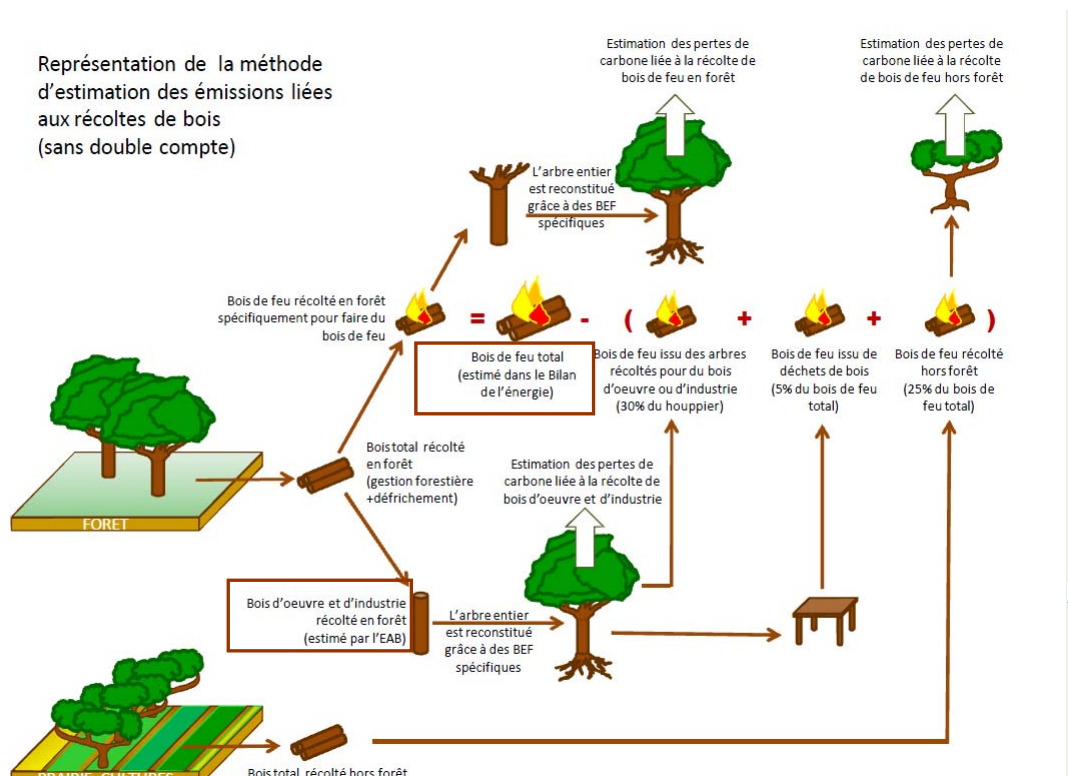 Représentation de la méthode
d'estimation des émissions liées
aux récoltes de bois
(sans double compte)
Estimation des pertes de
carbone liée à la récolte de
bois de feu en forêt
Estimation des pertes de
carbone liée à la récolte
de bois de feu hors forêt
L'arbre entier
est reconstitué
grâce à des BEF
spécifiques
Bois de feu récolté en forêt
spécifiquement pour faire du
bois de feu
= - ( + + )
Bois de feu total
(estimé dans le Bilan
de l'énergie)
Bois de feu issu des arbres
récoltés pour du bois
d'oeuvre ou d'industrie
(30% du houppier)
Bois de feu issu de
déchets de bois
(5% du bois de feu
total)
Bois de feu récolté
hors forêt
(25% du bois de
feu total)
Bois total récolté
en forêt
(gestion forestière
+défrichement)
Estimation des pertes de
carbone liée à la récolte de
bois d'oeuvre et d'industrie
FORET
Bois d'oeuvre et d'industrie
récolté en forêt
(estimé par l'EAB)
L'arbre entier
est reconstitué
grâce à des BEF
spécifiques
PRAIRIE, CULTURES
Bois total récolté hors forêt